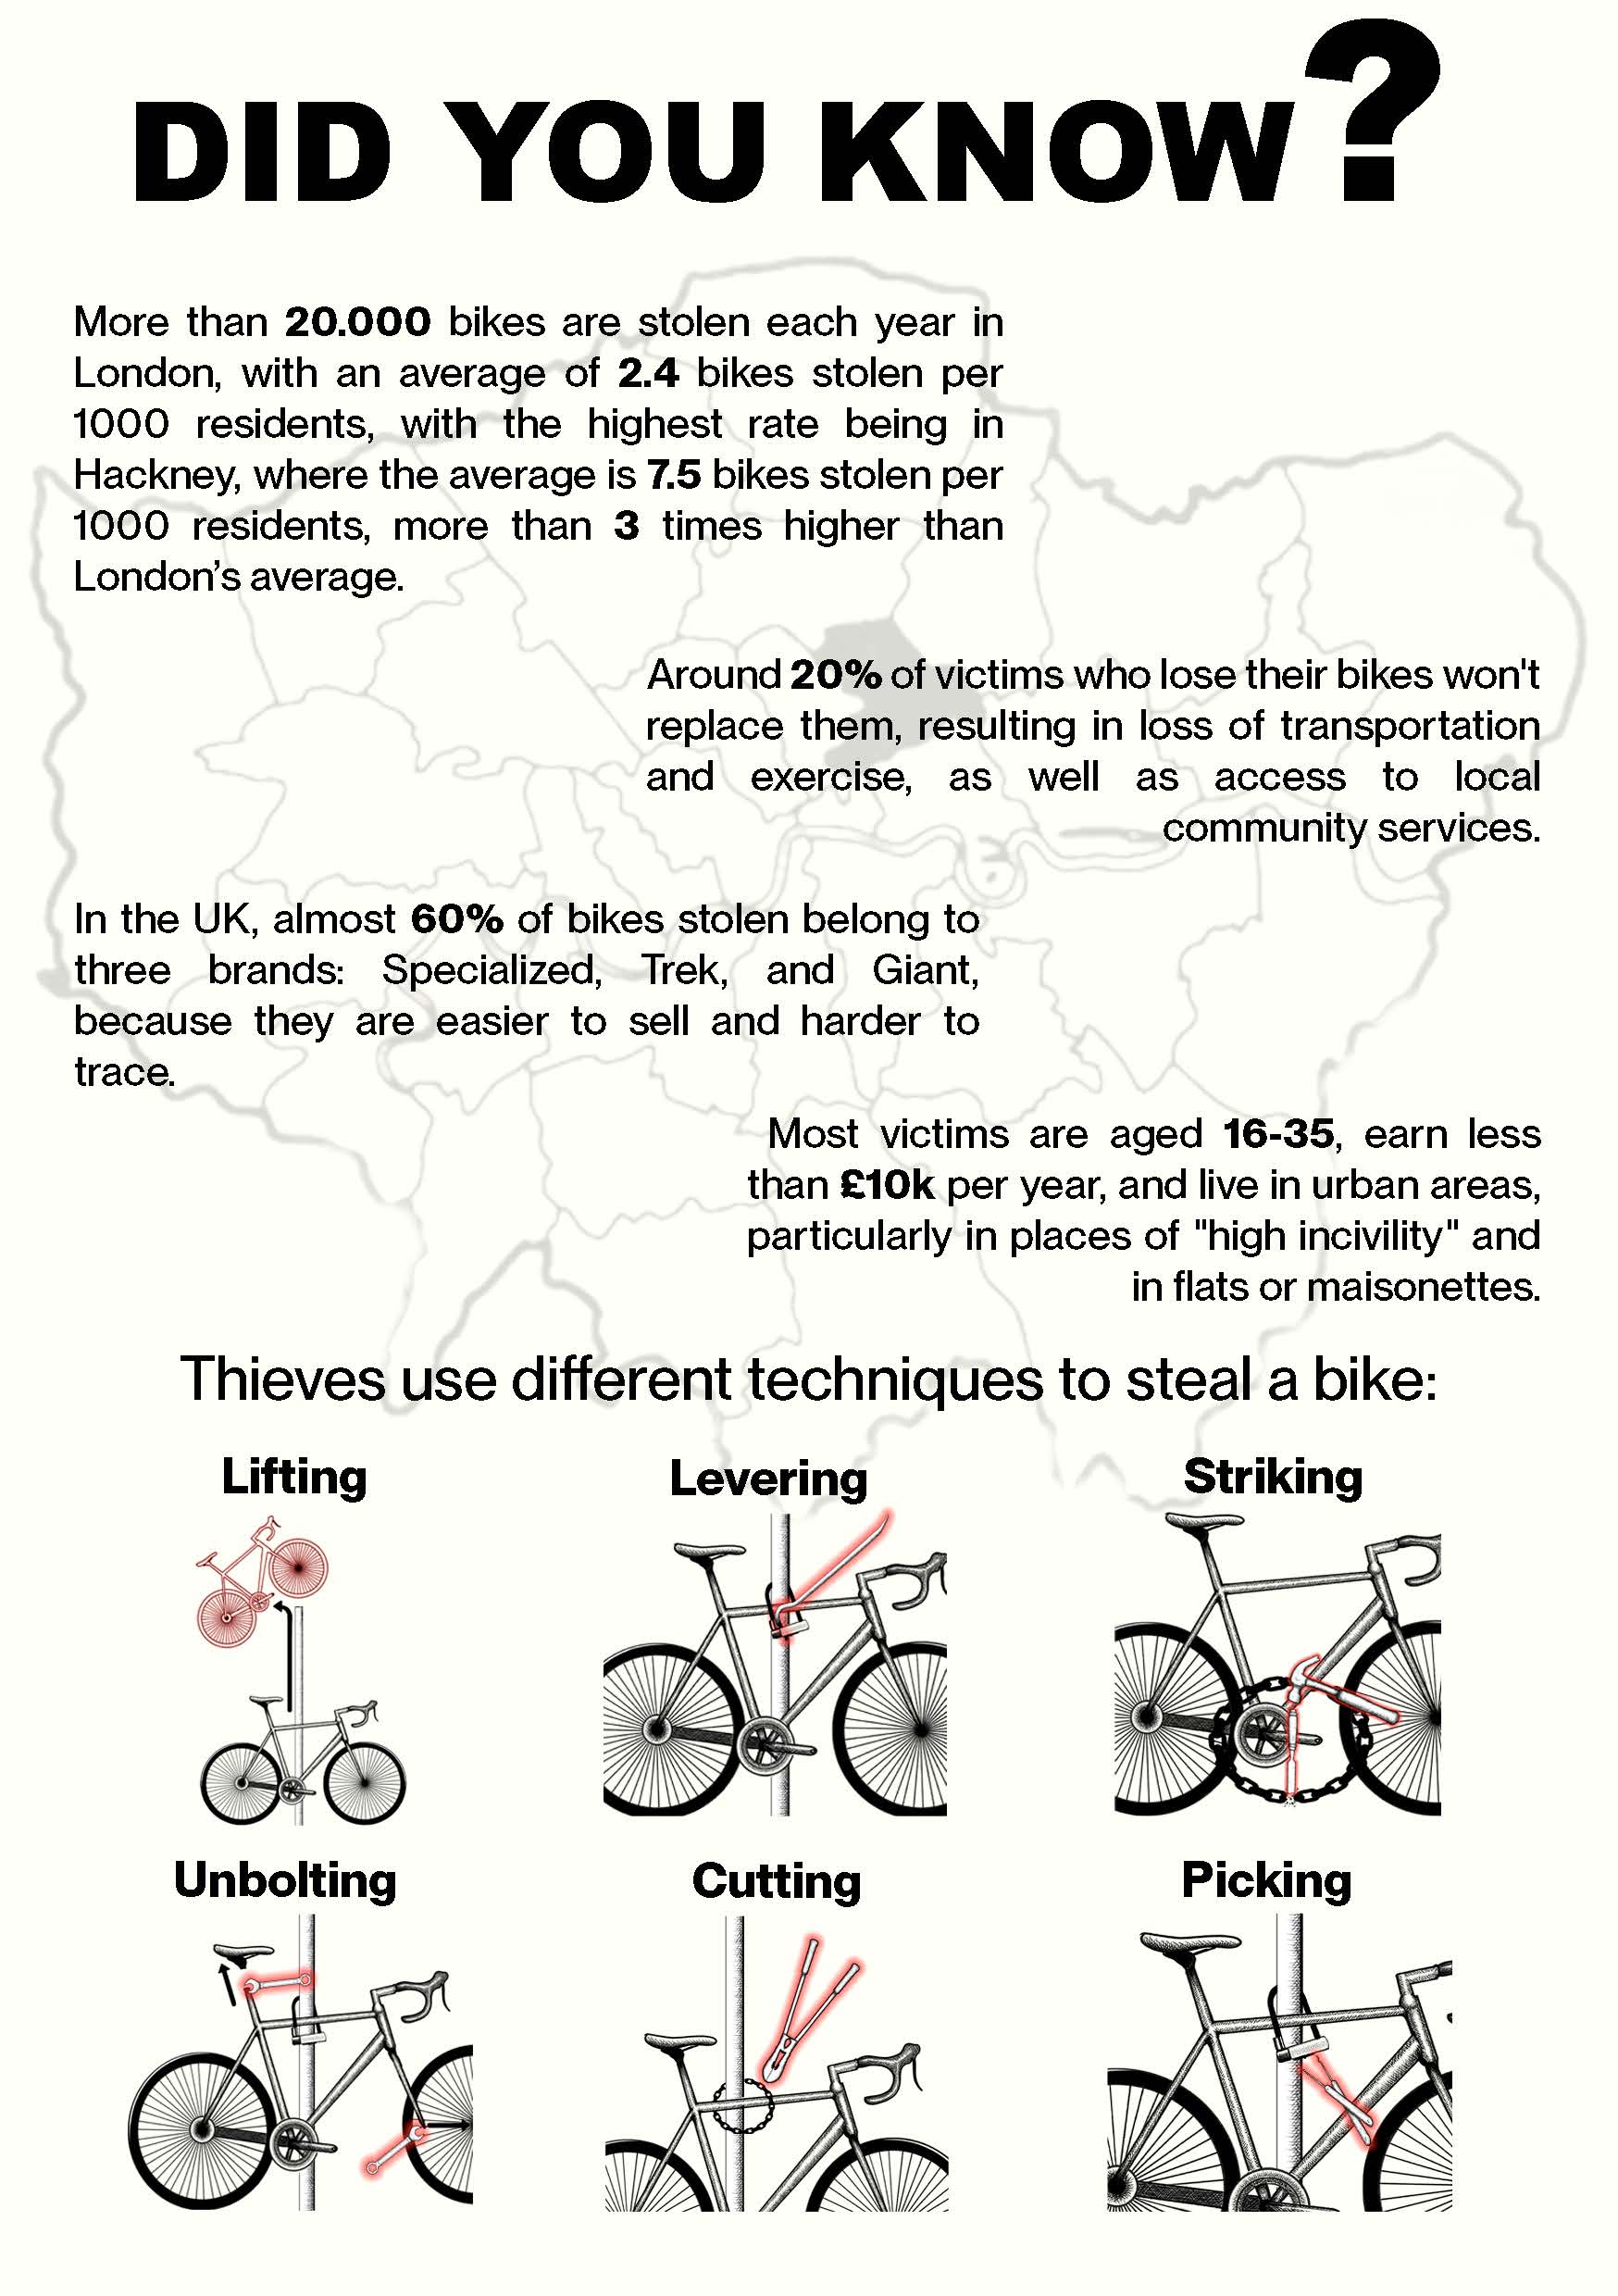 DID YOU KNOW?
More than 20.000 bikes are stolen each year in
London, with an average of 2.4 bikes stolen per
1000 residents, with the highest rate being in
Hackney, where the average is 7.5 bikes stolen per
1000 residents, more than 3 times higher than
London’s average.
Around 20% of victims who lose their bikes won't
replace them, resulting in loss of transportation
and exercise, as well as access to local
community services.
In the UK, almost 60% of bikes stolen belong to
three brands: Specialized, Trek, and Giant,
because they are easier to sell and harder to
trace.
Most victims are aged 16-35, earn less
than £10k per year, and live in urban areas,
particularly in places of "high incivility" and
in flats or maisonettes.
Thieves use different techniques to steal a bike:
Lifting
Levering
Striking
Unbolting
Cutting
Picking